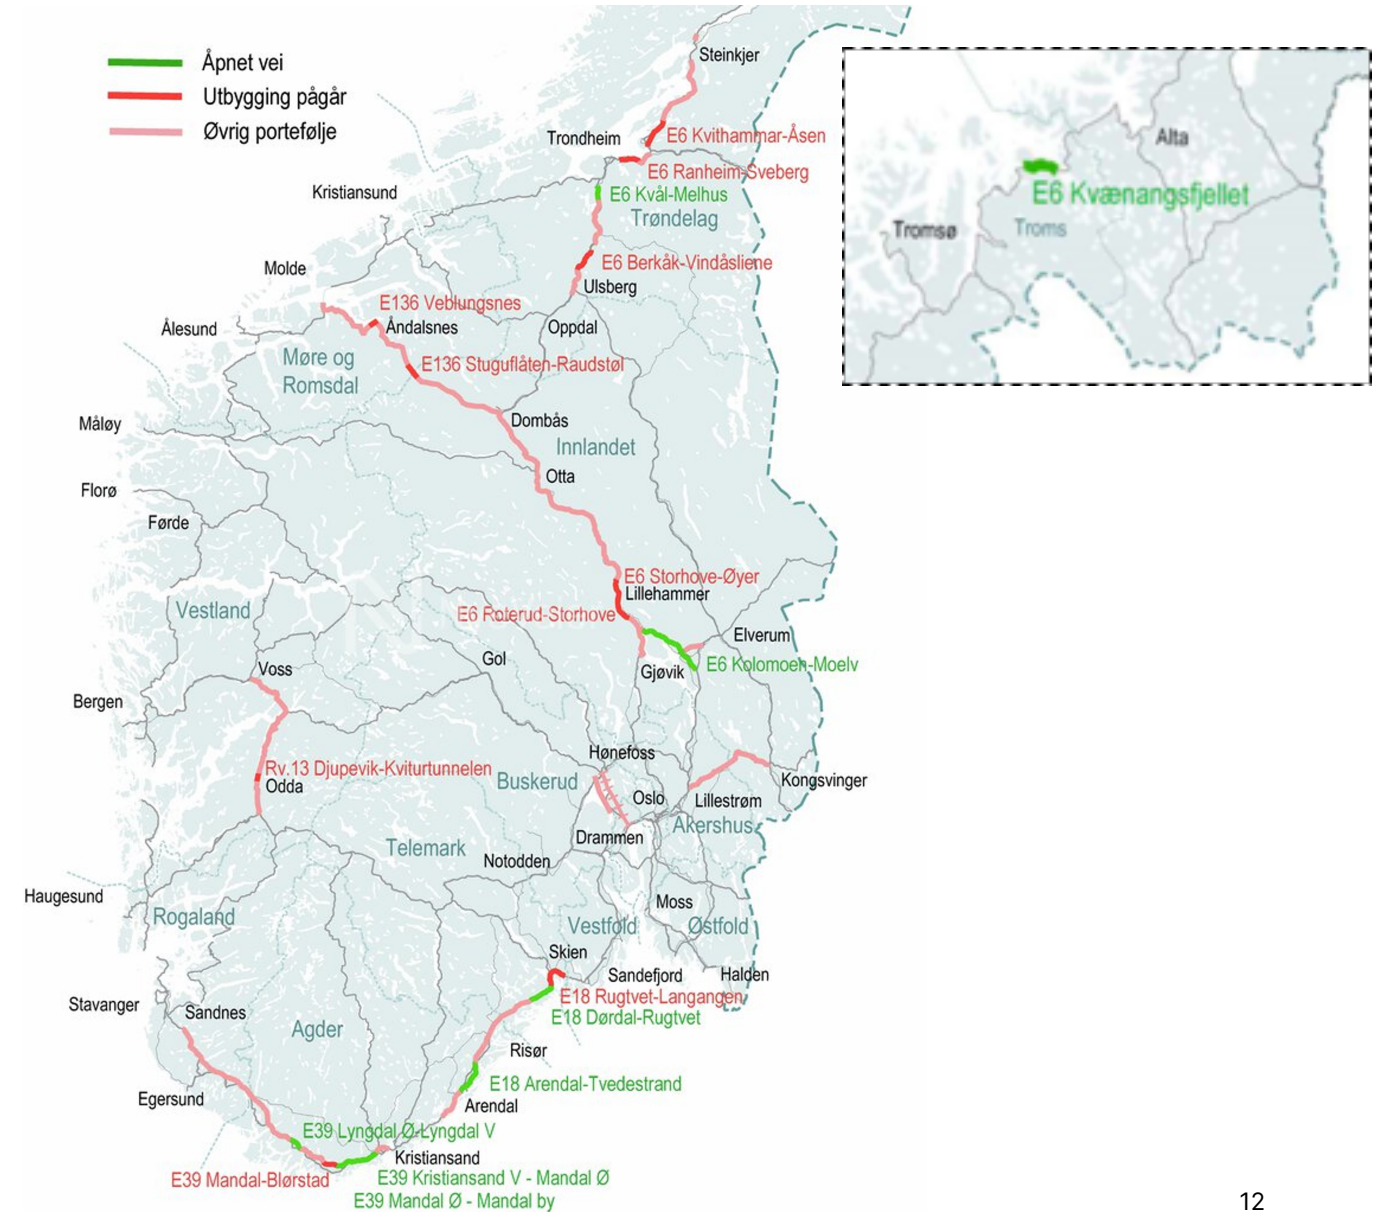 Åpnet vei
Utbygging pågår
Øvrig portefølje
Steinkjer
Trondheim
E6 Kvithammar-Åsen
E6 Ranheim-Sveberg
E6 Kvål-Melhus
Kristiansund
Trøndelag
E6 Berkåk-Vindåsliene
Molde
Ulsberg
E136 Veblungsnes
Ålesund
Åndalsnes
Oppdal
Møre og
Romsdal
E136 Stuguflåten-Raudstøl
Måløy
Dombås
Innlandet
Otta
Florø
Førde
E6 Storhove-Øyer
Lillehammer
Vestland
E6 Roterud-Storhove
Elverum
Gol
E6 Kolomoen-Moelv
Voss
Gjøvik
Bergen
Hønefoss
Rv.13 Djupevik-Kviturtunnelen
Odda
Buskerud
Kongsvinger
Oslo
Lillestrøm
Akershus
Drammen
Telemark
Notodden
Haugesund
Moss
Rogaland
Vestfold
Østfold
Skien
Sandefjord
Halden
E18 Rugtvet-Langangen
Stavanger
Sandnes
E18 Dørdal-Rugtvet
Agder
Risør
E18 Arendal-Tvedestrand
Egersund
Arendal
E39 Lyngdal Ø-Lyngdal V
Kristiansand
E39 Mandal-Blørstad
E39 Kristiansand V - Mandal Ø
E39 Mandal Ø - Mandal by
Alta
E6 Kvænangsfjellet
Tromsø
Troms
12